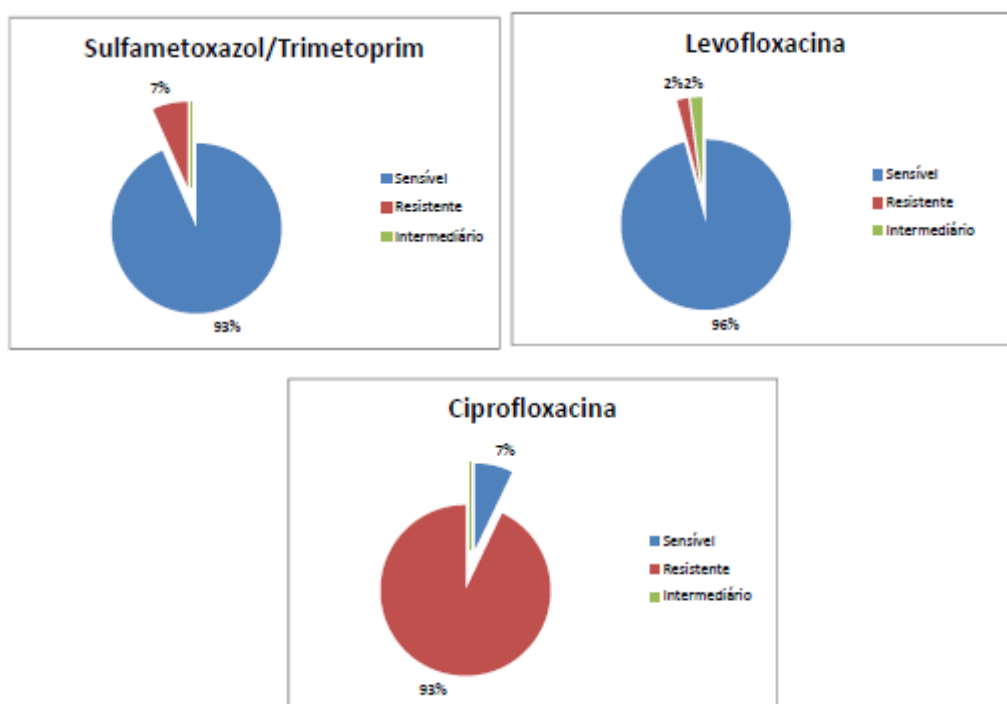 Sulfametoxazol/Trimetoprim
7%
Sensível
Resistente
Intermediário
93%
Levofloxacina
2%2%
Sensível
Resistente
Intermediário
96%
Ciprofloxacina
7%
Sensível
Resistente
Intermediário
93%